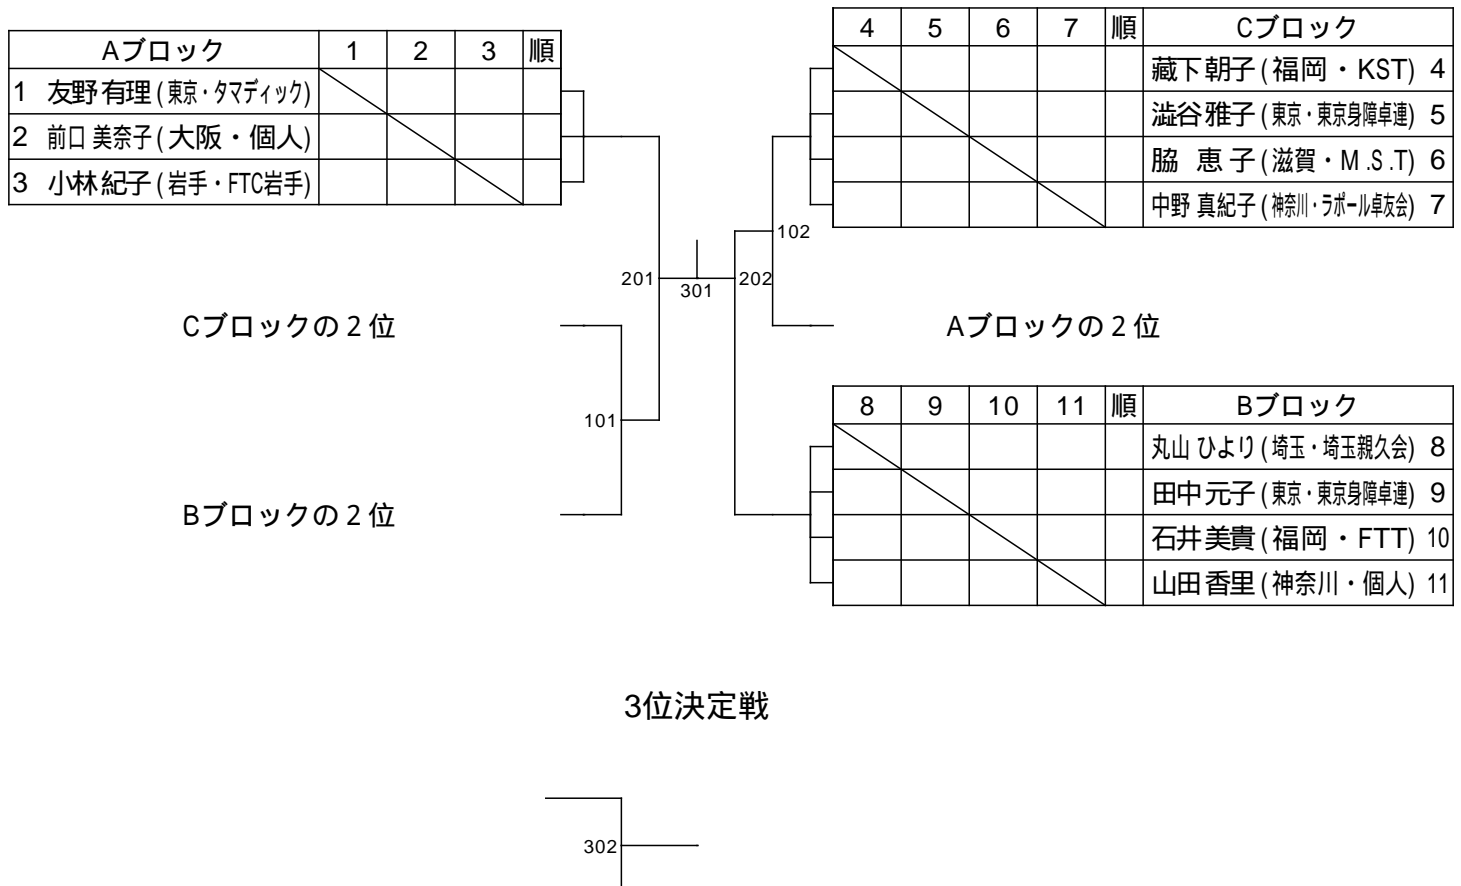 Aブロック 1 2 3 順
1 友野有理(東京・タマディック)
2 前口 美奈子(大阪・個人)
3 小林紀子(岩手・FTC岩手)
4 5 6 7 順 Cブロック
藏下朝子(福岡・KST) 4
澁谷雅子(東京・東京身障卓連) 5
脇 恵子(滋賀・M.S.T) 6
中野 真紀子(神奈川・ラポール卓友会) 7
102
201
301
202
Cブロックの2位
Aブロックの2位
101
Bブロックの2位
8 9 10 11 順 Bブロック
丸山 ひより(埼玉・埼玉親久会) 8
田中元子(東京・東京身障卓連) 9
石井美貴(福岡・FTT) 10
山田香里(神奈川・個人) 11
3位決定戦
302